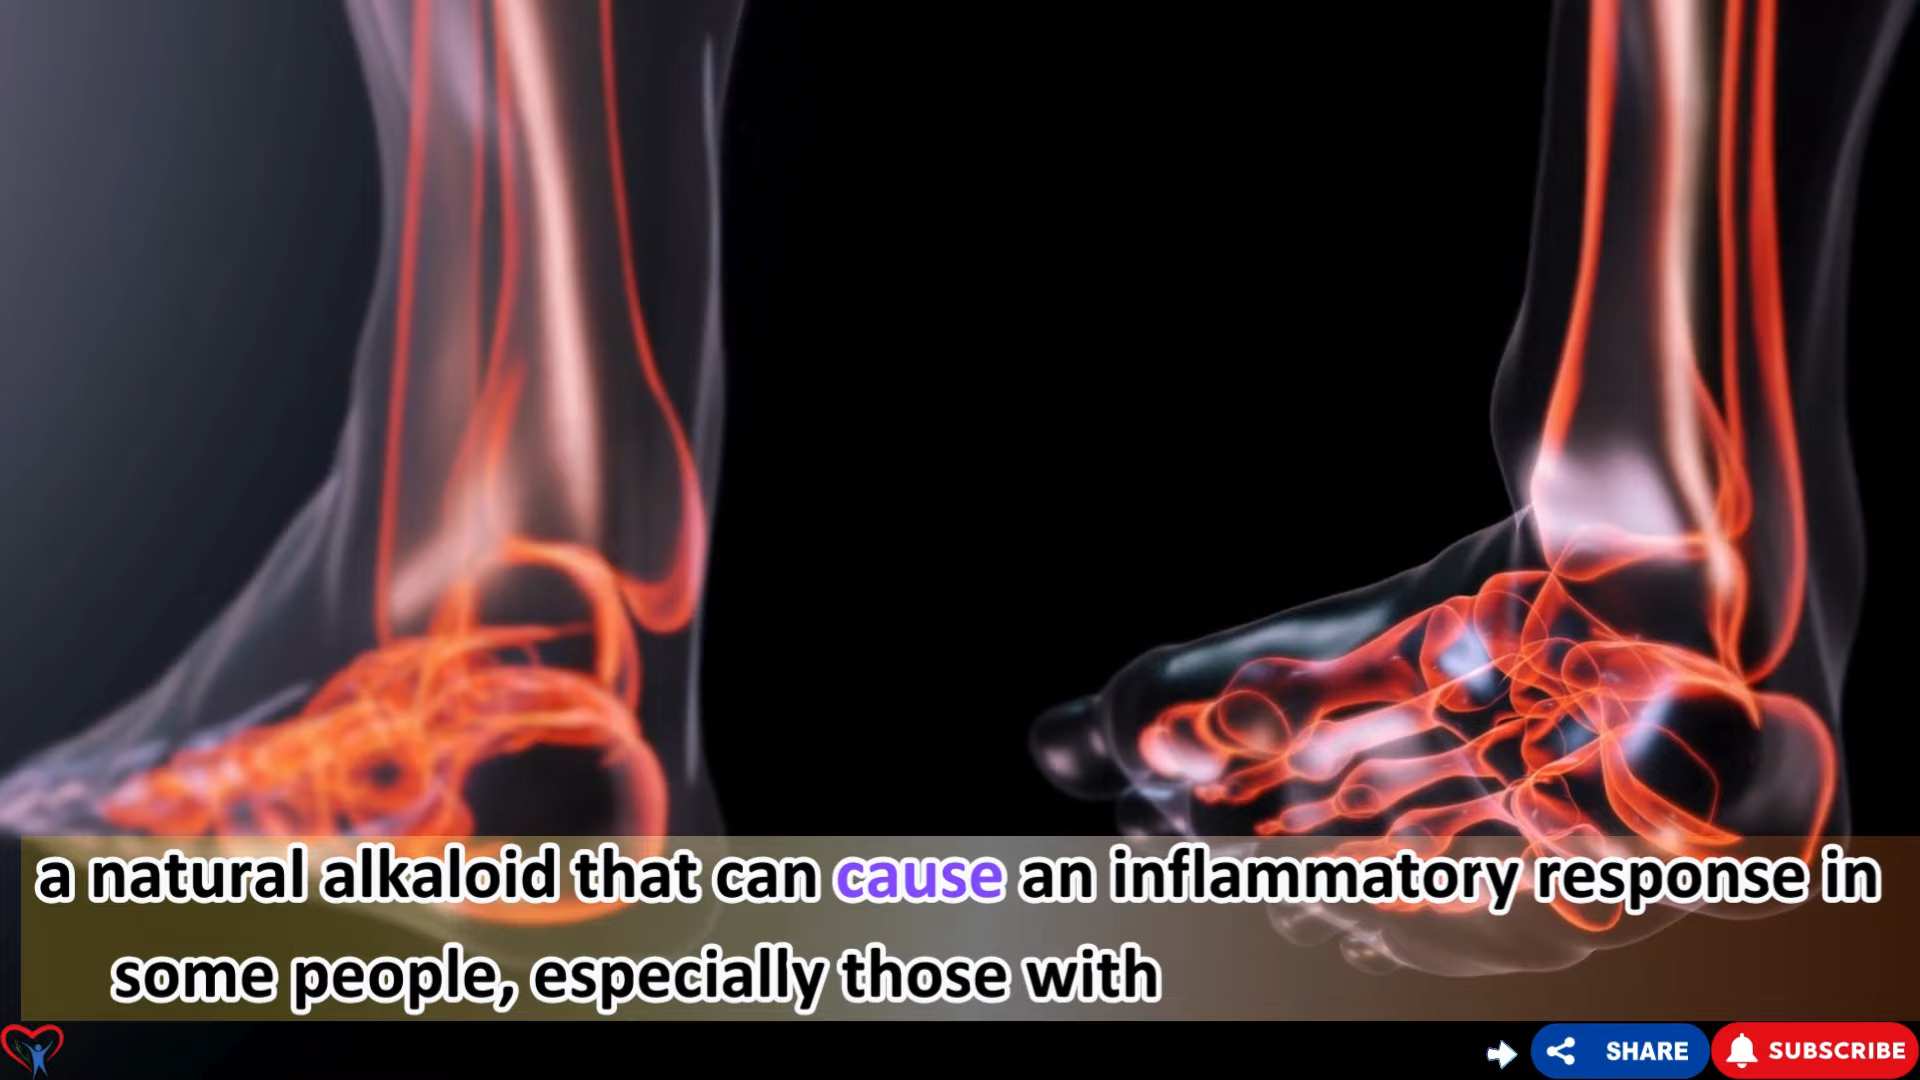 a natural alkaloid that can cause an inflammatory response in
some people, especially those with
SHARE
SUBSCRIBE